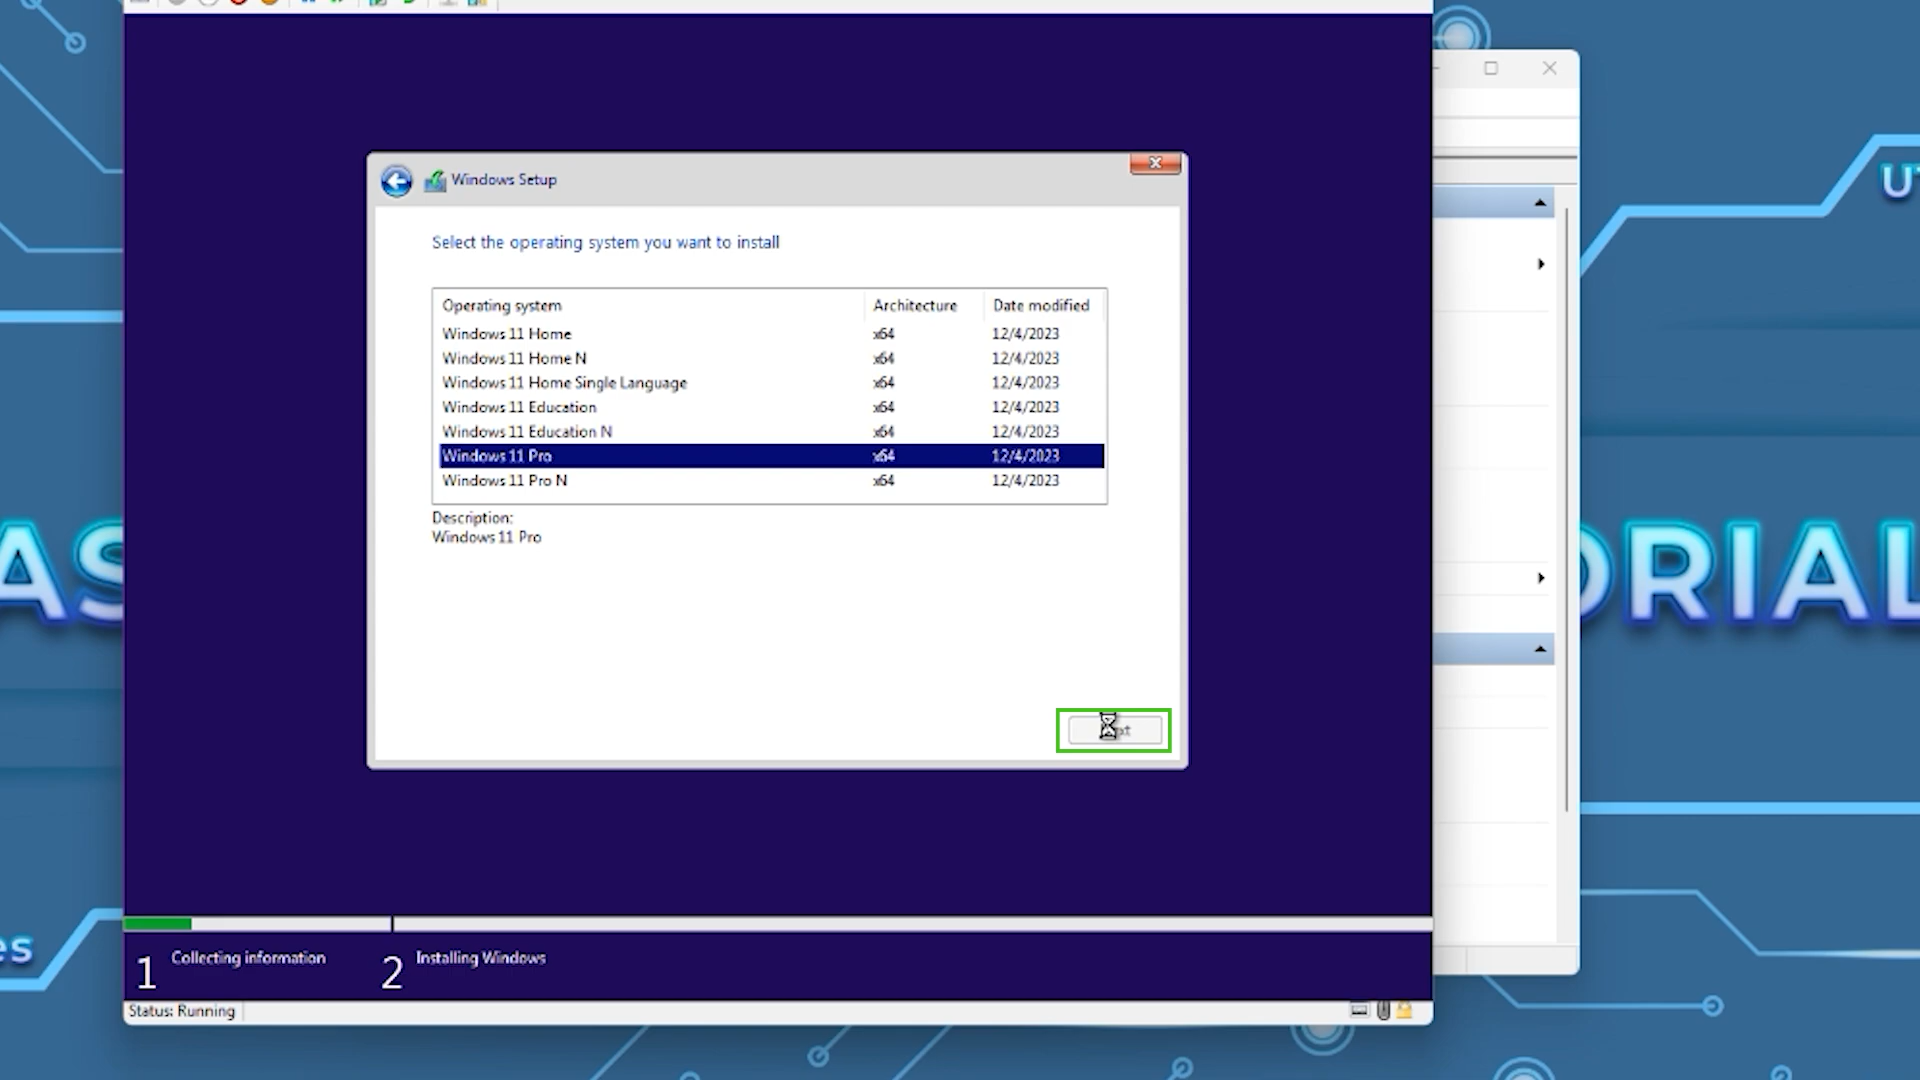 Windows Setup
Select the operating system you want to install
Operating system Architecture Date modified
Windows 11 Home x64 12/4/2023
Windows 11 Home N x64 12/4/2023
Windows 11 Home Single Language x64 12/4/2023
Windows 11 Education x64 12/4/2023
Windows 11 Education N x64 12/4/2023
Windows 11 Pro x64 12/4/2023
Windows 11 Pro N x64 12/4/2023
Description:
Windows 11 Pro
1 Collecting information 2 Installing Windows
Status: Running